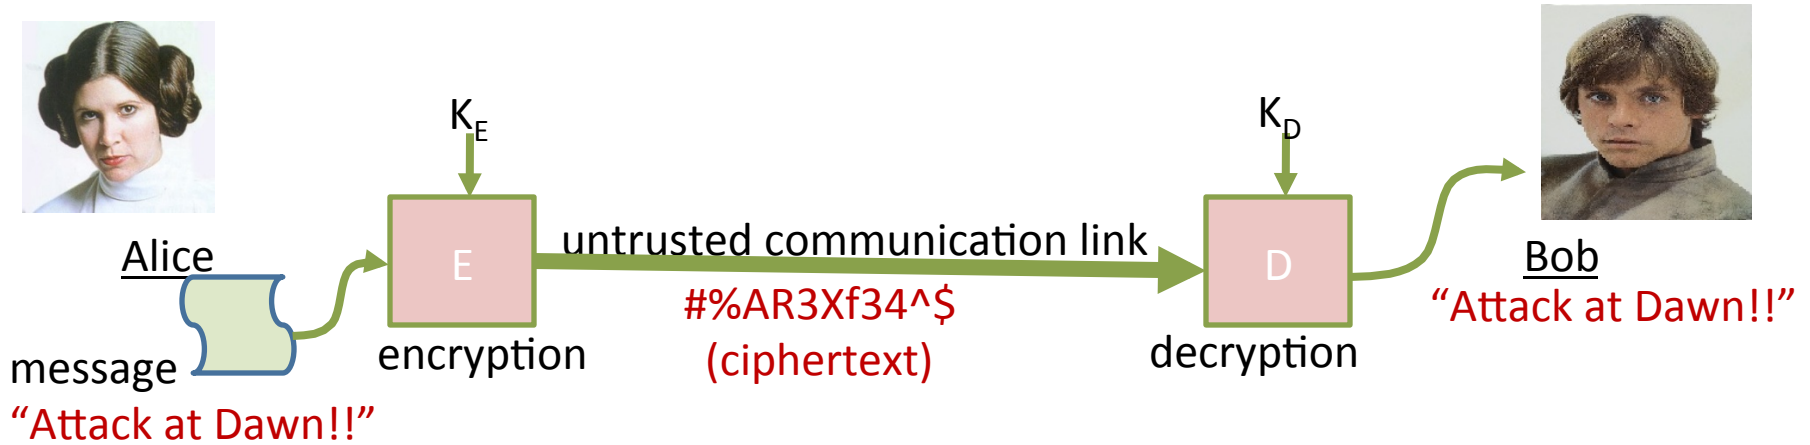 K_E
K_D
Alice
E
untrusted communication link
D
Bob
#%AR3Xf34^$
(ciphertext)
encryption
decryption
message
“Attack at Dawn!!”
“Attack at Dawn!!”